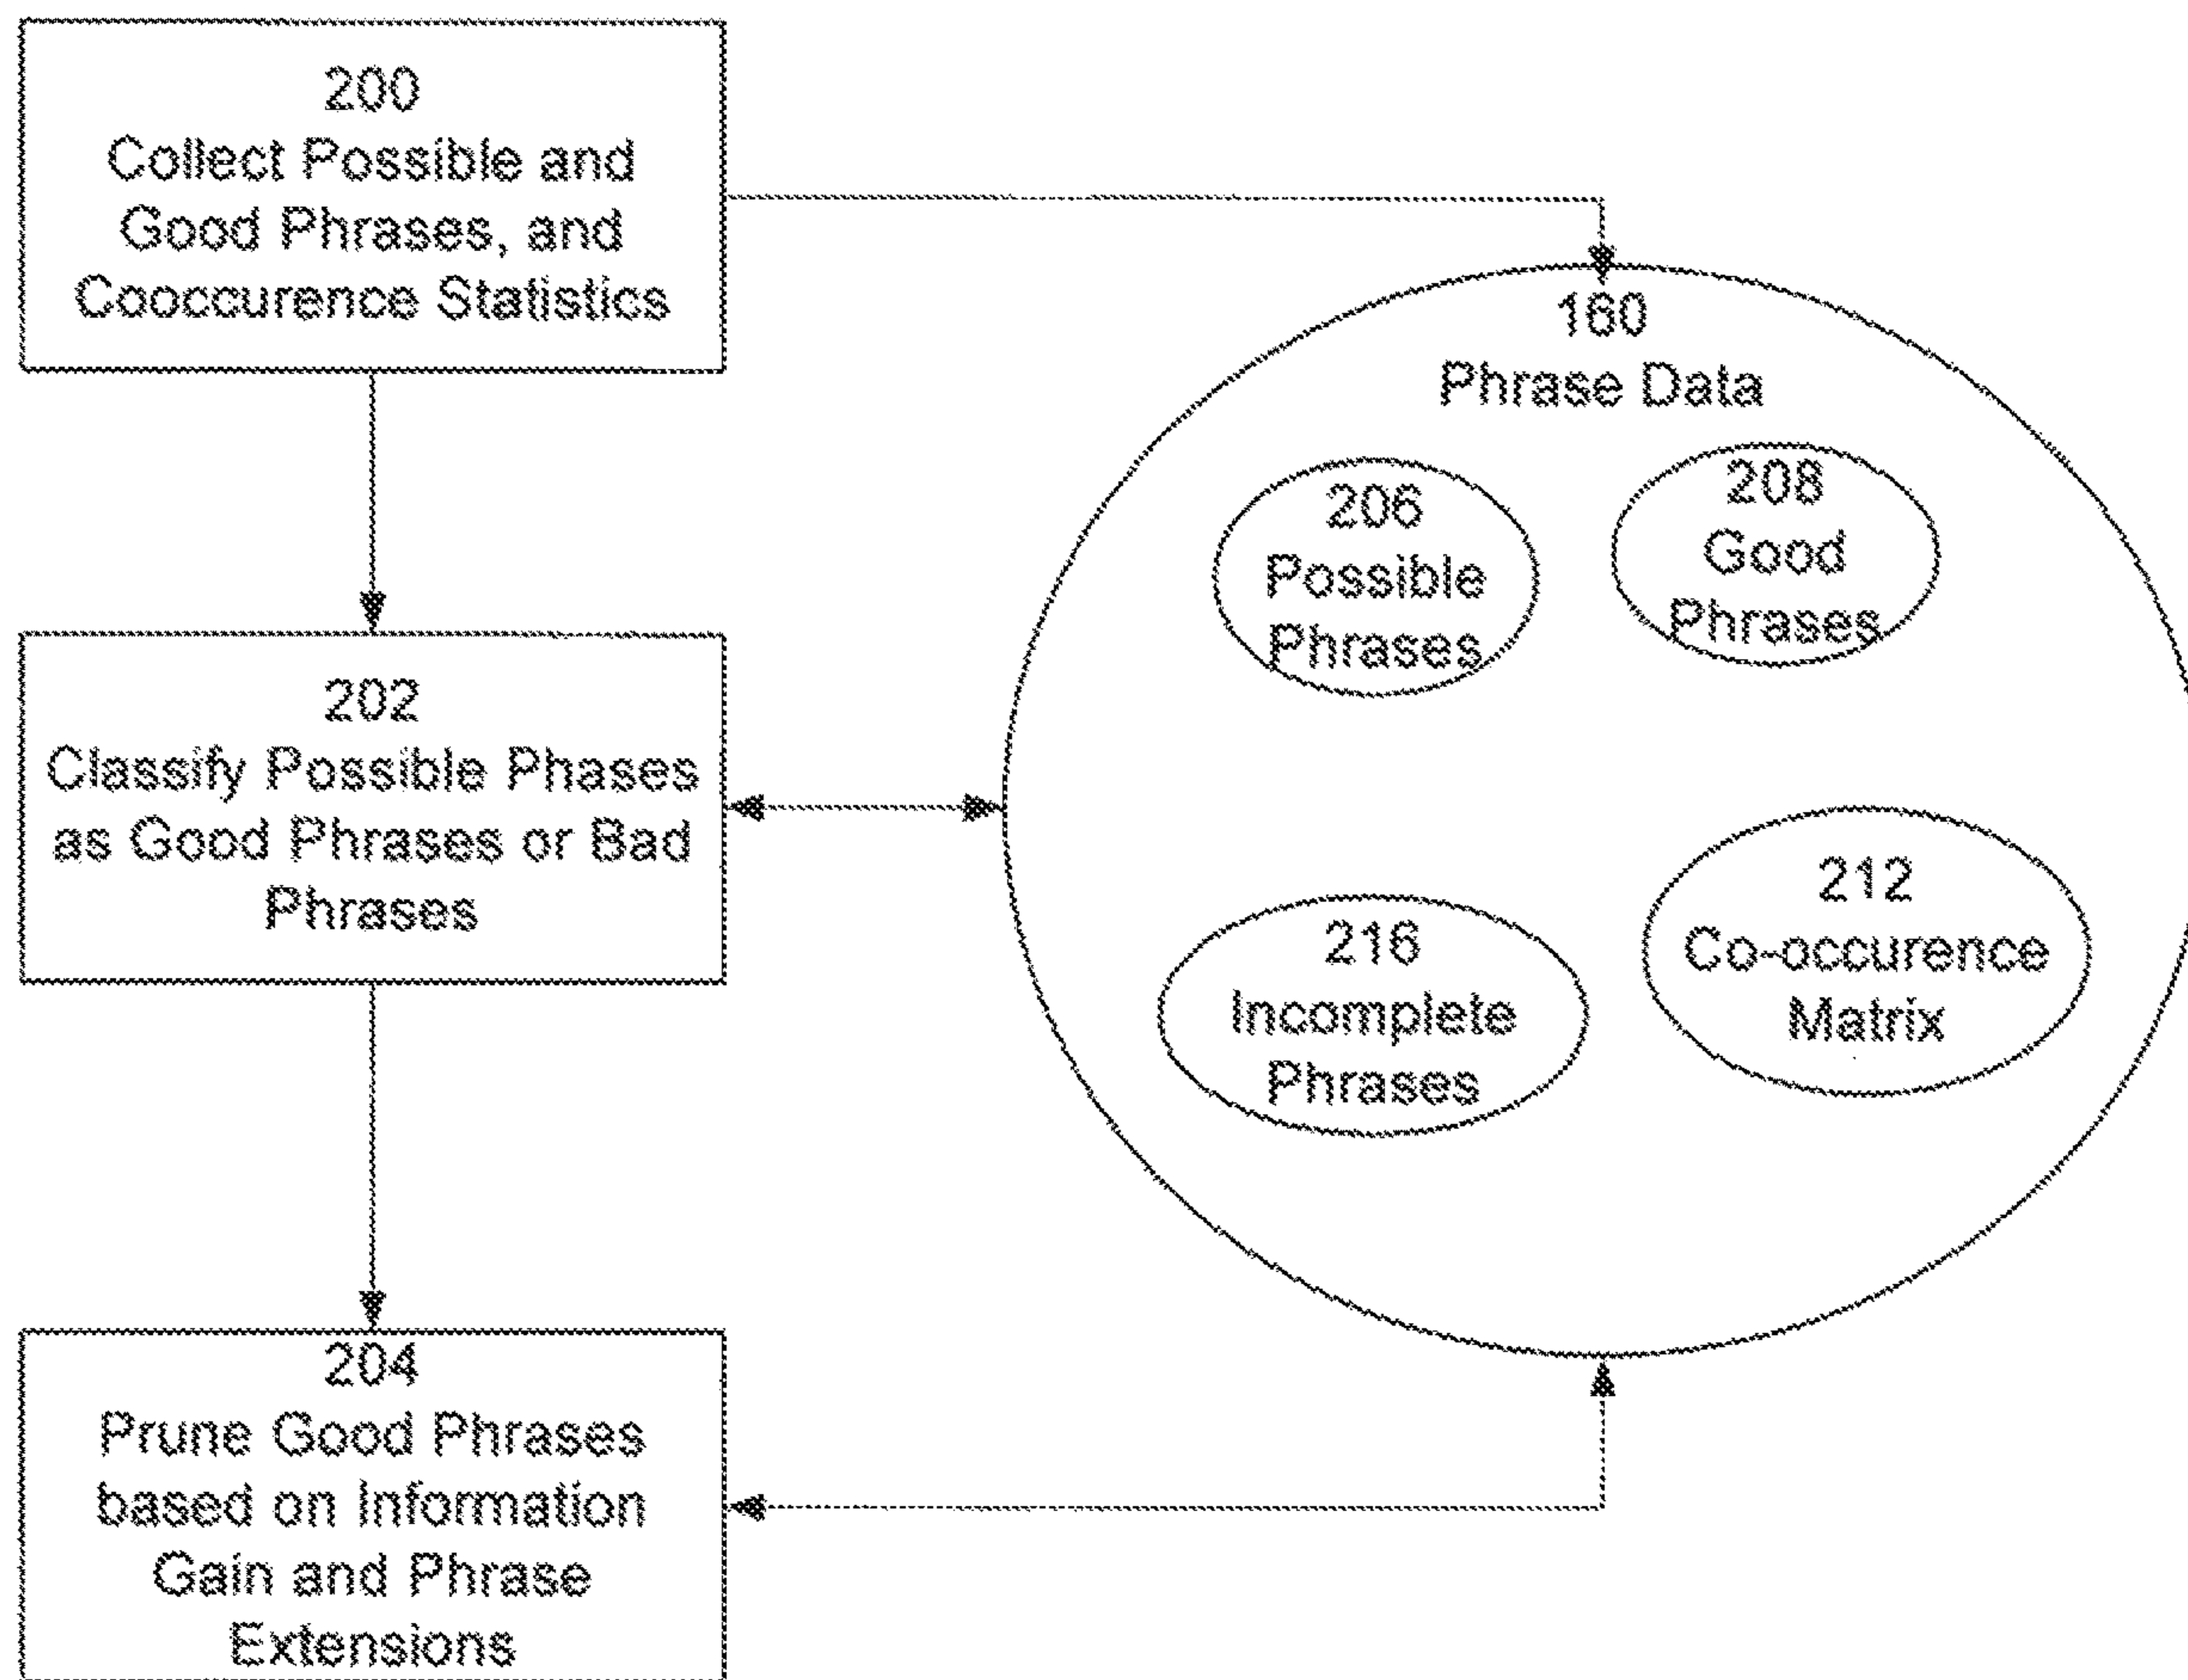 200
Collect Possible and
Good Phrases, and
Cooccurence Statistics
160
Phrase Data
206
Possible
Phrases
208
Good
Phrases
202
Classify Possible Phases
as Good Phrases or Bad
Phrases
212
Co-occurence
Matrix
216
Incomplete
Phrases
204
Prune Good Phrases
based on Information
Gain and Phrase
Extensions